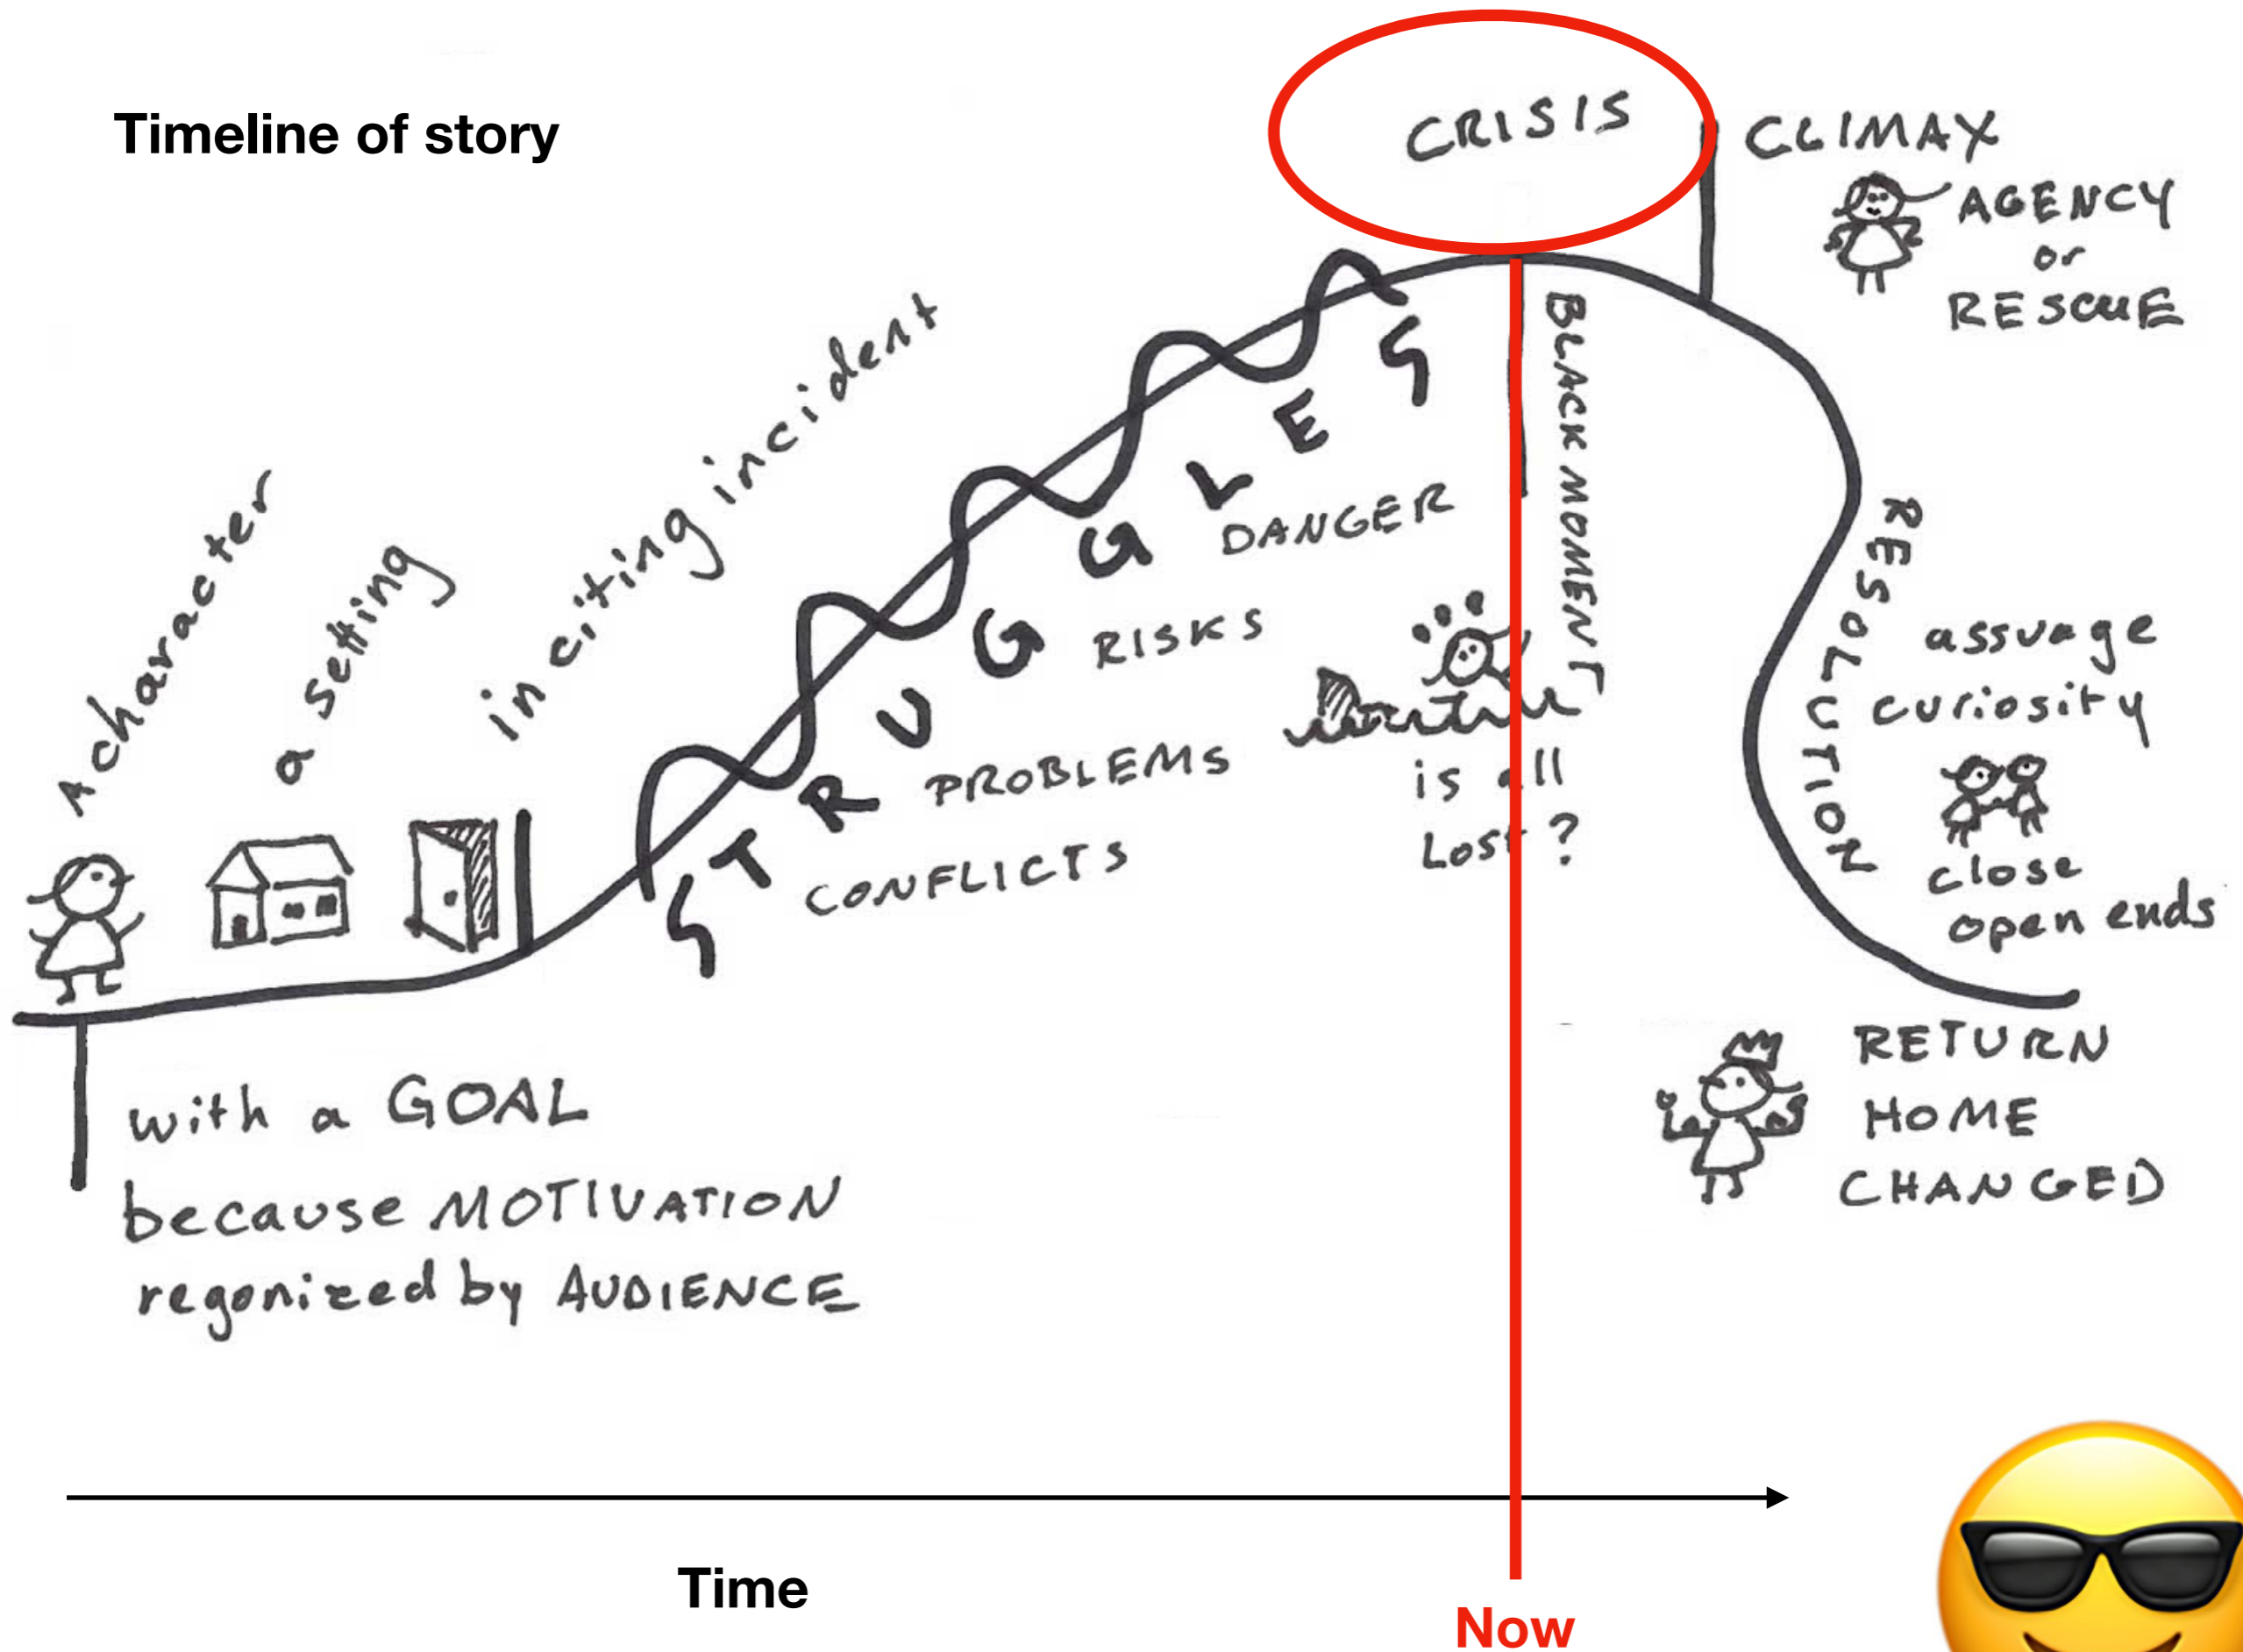 Timeline of story
CRISIS
CLIMAX
AGENCY
or
RESCUE
A character
a setting
inciting incident
STRUGGLES
DANGER
RISKS
PROBLEMS
CONFLICTS
BLACK MOMENT
is all
Lost?
RESOLUTION
assuage
curiosity
close
open ends
RETURN
HOME
CHANGED
with a GOAL
because MOTIVATION
regonized by AUDIENCE
Time
Now